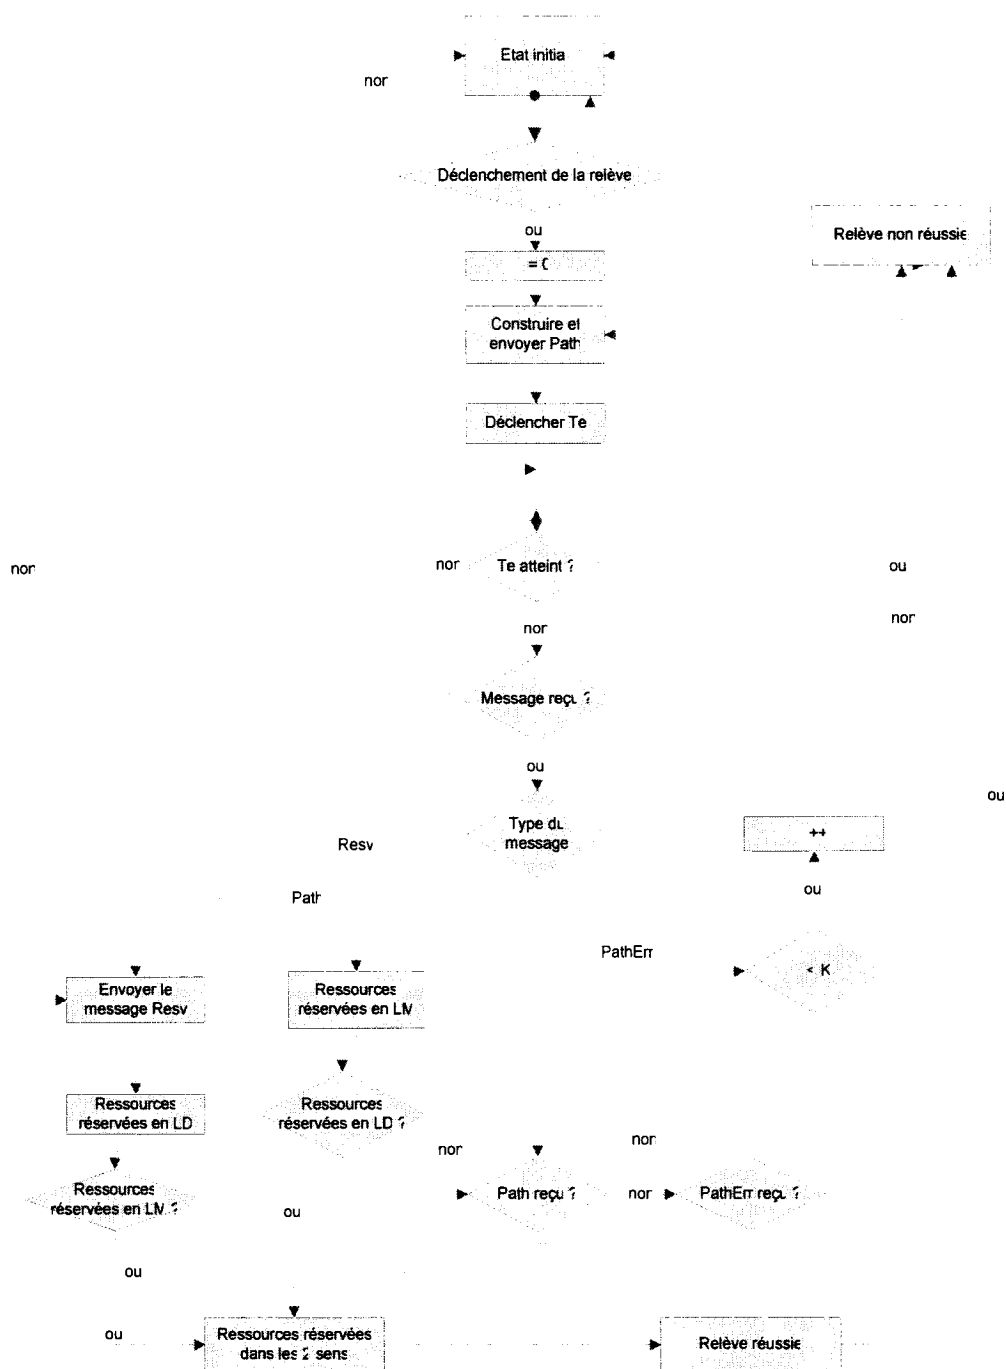 Etat initia
nor
Déclenchement de la relève
ou
Relève non réussie
= 0
Construire et
envoyer Path
Déclencher Te
nor
nor
Te atteint ?
ou
nor
nor
Message reçu ?
ou
ou
Type du
message
++
Resv
ou
Path
PathErr
< K
Envoyer le
message Resv
Ressources
réservées en LM
Ressources
réservées en LD
Ressources
réservées en LD ?
nor
nor
Ressources
réservées en LM ?
Path reçu ?
nor
PathErr reçu ?
ou
ou
ou
Ressources réservées
dans les 2 sens
Relève réussie